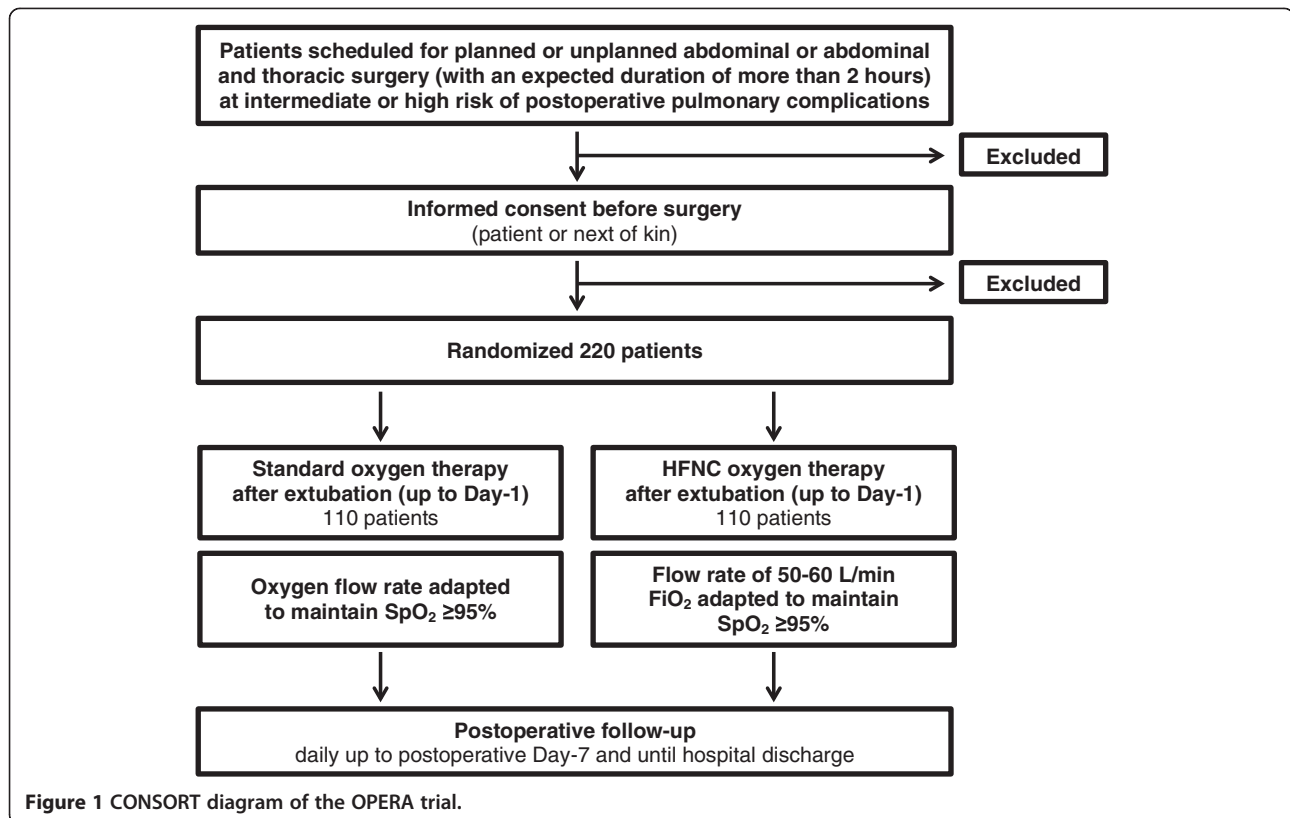 Patients scheduled for planned or unplanned abdominal or abdominal
and thoracic surgery (with an expected duration of more than 2 hours)
at intermediate or high risk of postoperative pulmonary complications
Excluded
Informed consent before surgery
(patient or next of kin)
Excluded
Randomized 220 patients
Standard oxygen therapy
after extubation (up to Day-1)
110 patients
HFNC oxygen therapy
after extubation (up to Day-1)
110 patients
Oxygen flow rate adapted
to maintain SpO₂ ≥95%
Flow rate of 50-60 L/min
FiO₂ adapted to maintain
SpO₂ ≥95%
Postoperative follow-up
daily up to postoperative Day-7 and until hospital discharge
Figure 1 CONSORT diagram of the OPERA trial.